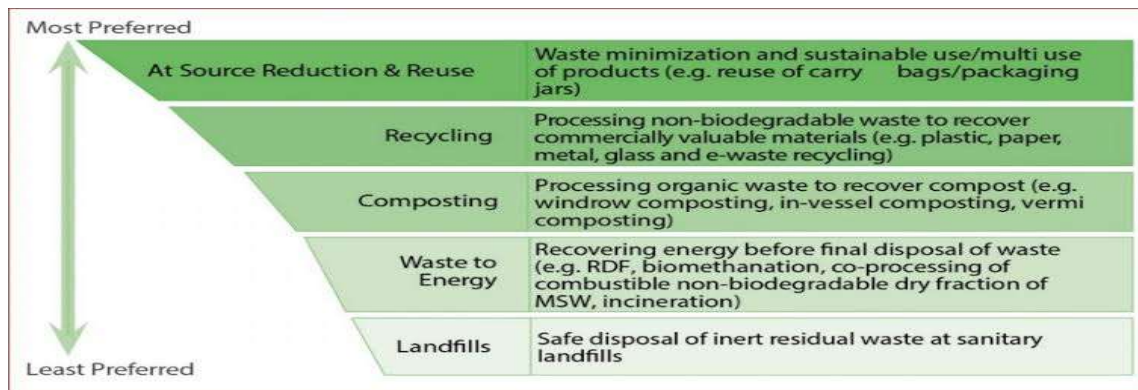 Most Preferred
At Source Reduction & Reuse
Waste minimization and sustainable use/multi use
of products (e.g. reuse of carry bags/packaging
jars)
Recycling
Processing non-biodegradable waste to recover
commercially valuable materials (e.g. plastic, paper,
metal, glass and e-waste recycling)
Composting
Processing organic waste to recover compost (e.g.
windrow composting, in-vessel composting, vermi
composting)
Waste to
Energy
Recovering energy before final disposal of waste
(e.g. RDF, biomethanation, co-processing of
combustible non-biodegradable dry fraction of
MSW, incineration)
Landfills
Safe disposal of inert residual waste at sanitary
landfills
Least Preferred